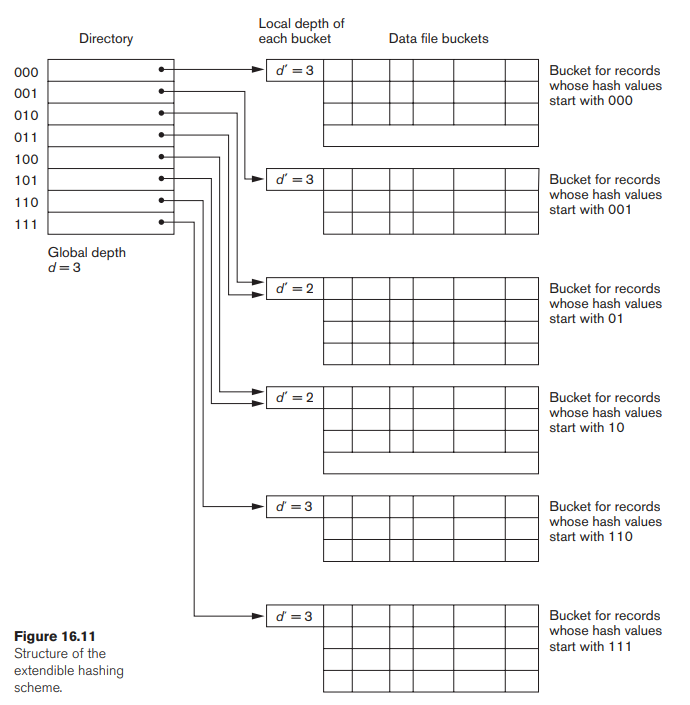 Directory
Local depth of
each bucket
Data file buckets
000
001
010
011
100
101
110
111
Global depth
d = 3
d′ = 3
Bucket for records
whose hash values
start with 000
d′ = 3
Bucket for records
whose hash values
start with 001
d′ = 2
Bucket for records
whose hash values
start with 01
d′ = 2
Bucket for records
whose hash values
start with 10
d′ = 3
Bucket for records
whose hash values
start with 110
d′ = 3
Bucket for records
whose hash values
start with 111
Figure 16.11
Structure of the
extendible hashing
scheme.